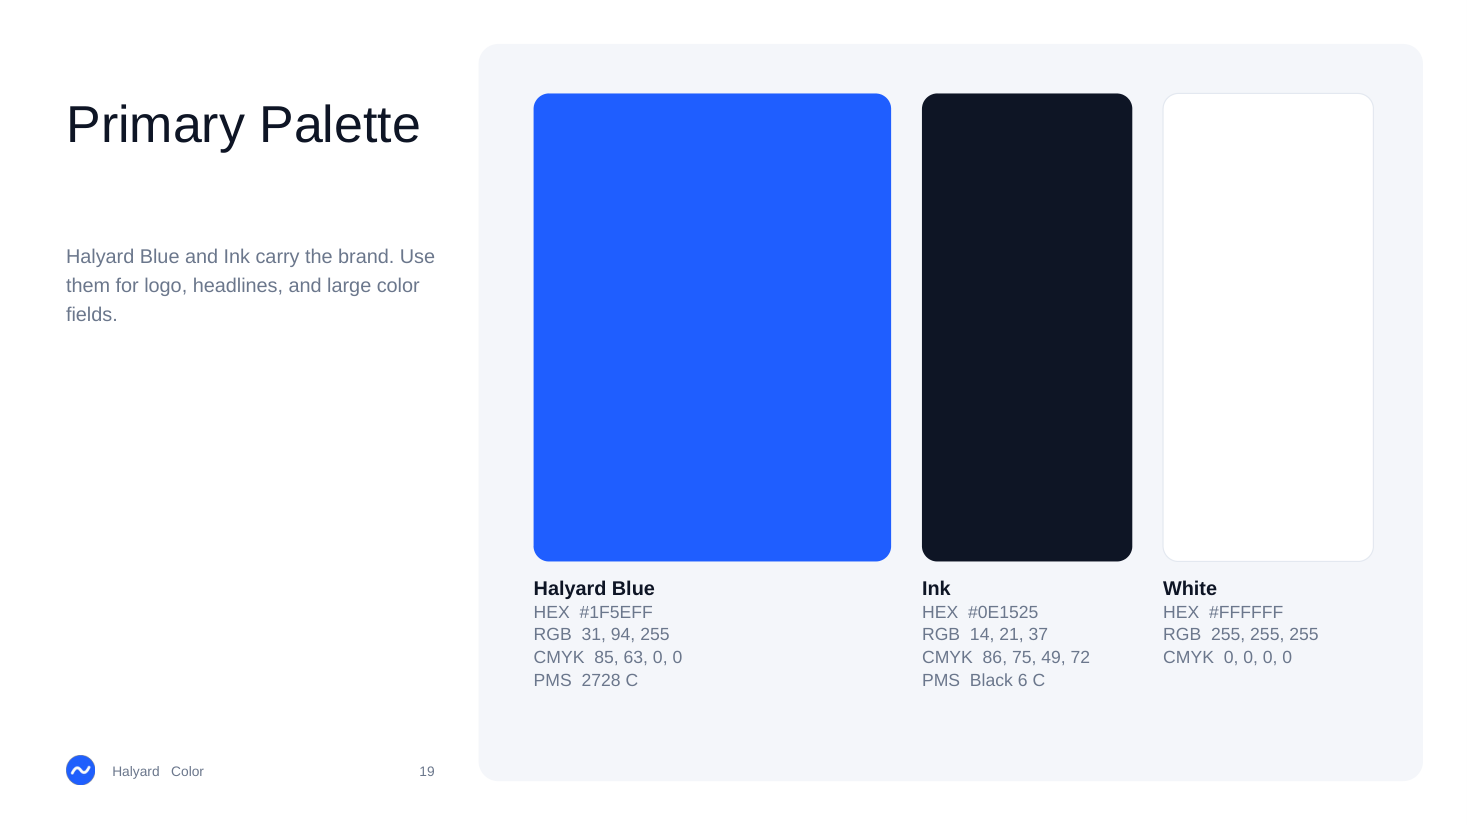 Primary Palette
Halyard Blue and Ink carry the brand. Use
them for logo, headlines, and large color
fields.
Halyard Blue
HEX #1F5EFF
RGB 31, 94, 255
CMYK 85, 63, 0, 0
PMS 2728 C
Ink
HEX #0E1525
RGB 14, 21, 37
CMYK 86, 75, 49, 72
PMS Black 6 C
White
HEX #FFFFFF
RGB 255, 255, 255
CMYK 0, 0, 0, 0
Halyard Color 19